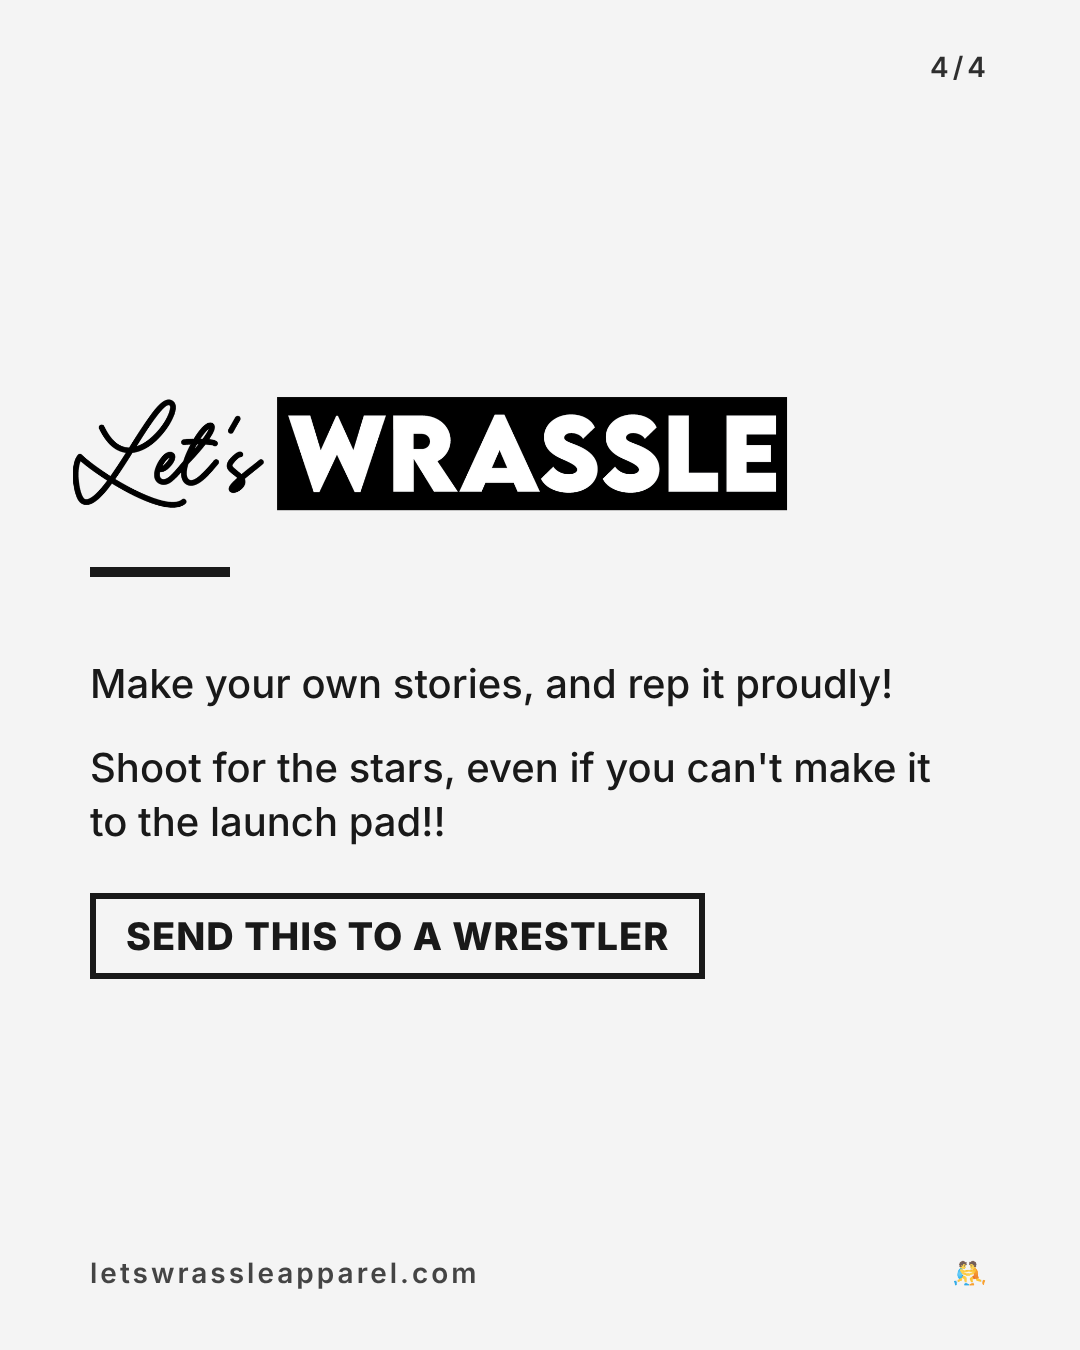 4/4
Let's WRASSLE
Make your own stories, and rep it proudly!
Shoot for the stars, even if you can't make it
to the launch pad!!
SEND THIS TO A WRESTLER
letswrassleapparel.com